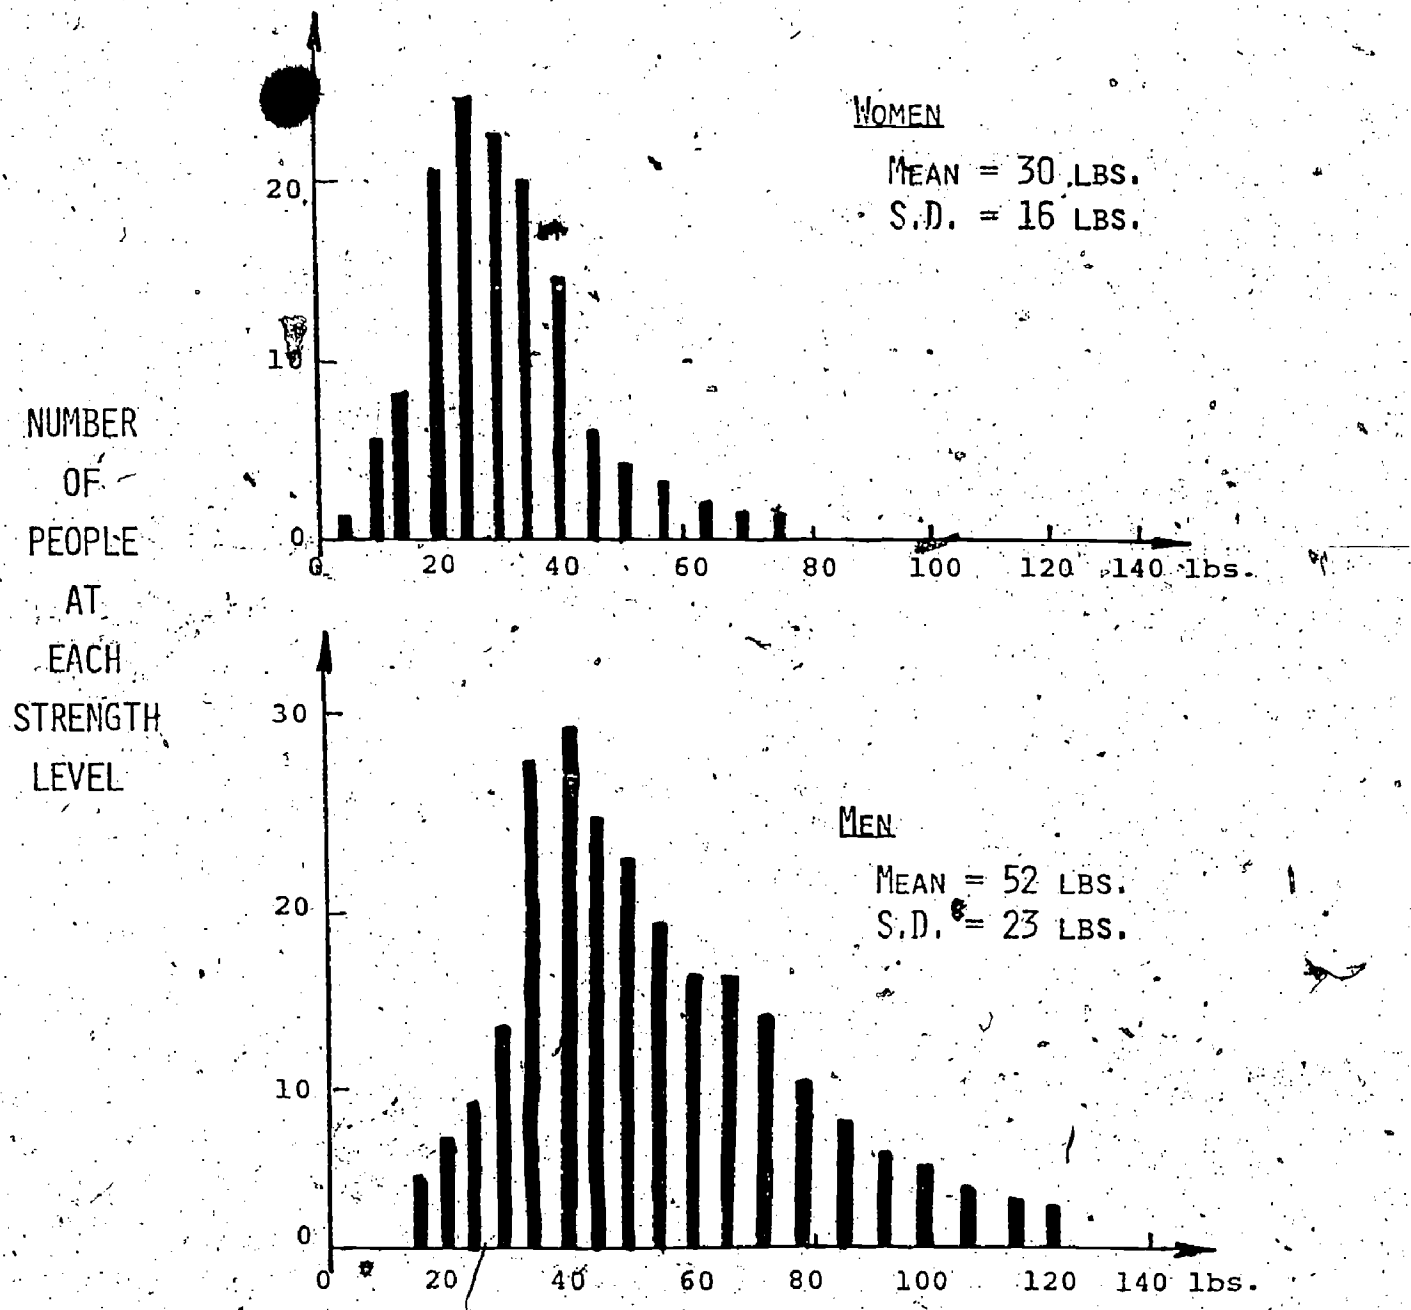 WOMEN
MEAN = 30 LBS.
S.D. = 16 LBS.
20
10
0
0 20 40 60 80 100 120 140 lbs.
NUMBER
OF
PEOPLE
AT
EACH
STRENGTH
LEVEL
MEN
MEAN = 52 LBS.
S.D. = 23 LBS.
30
20
10
0
0 20 40 60 80 100 120 140 lbs.